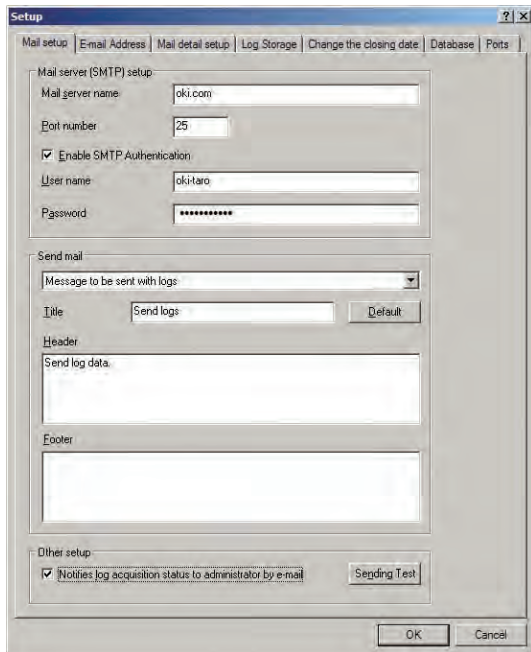 Setup
Mail setup E-mail Address Mail detail setup Log Storage Change the closing date Database Ports
Mail server (SMTP) setup
Mail server name oki.com
Port number 25
Enable SMTP Authentication
User name oki-taro
Password •••••••••••
Send mail
Message to be sent with logs
Title Send logs Default
Header
Send log data.
Footer
Other setup
Notifies log acquisition status to administrator by e-mail Sending Test
OK Cancel